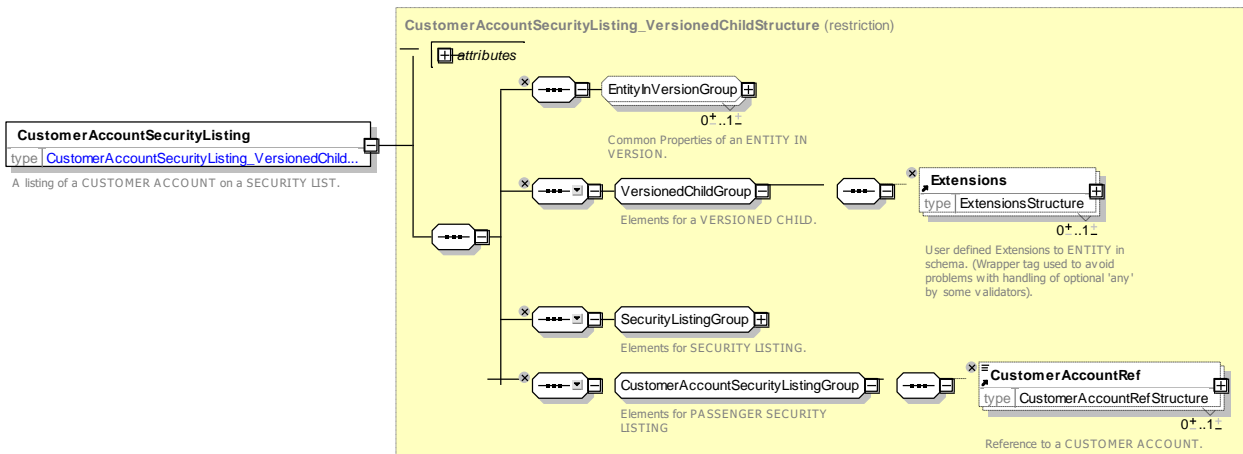 CustomerAccountSecurityListing_VersionedChildStructure (restriction)
attributes
EntityInVersionGroup
0..1
Common Properties of an ENTITY IN
VERSION.
CustomerAccountSecurityListing
type CustomerAccountSecurityListing_VersionedChild...
A listing of a CUSTOMER ACCOUNT on a SECURITY LIST.
VersionedChildGroup
Elements for a VERSIONED CHILD.
Extensions
type ExtensionsStructure
0..1
User defined Extensions to ENTITY in
schema. (Wrapper tag used to avoid
problems with handling of optional 'any'
by some validators).
SecurityListingGroup
Elements for SECURITY LISTING.
CustomerAccountSecurityListingGroup
Elements for PASSENGER SECURITY
LISTING
CustomerAccountRef
type CustomerAccountRefStructure
0..1
Reference to a CUSTOMER ACCOUNT.